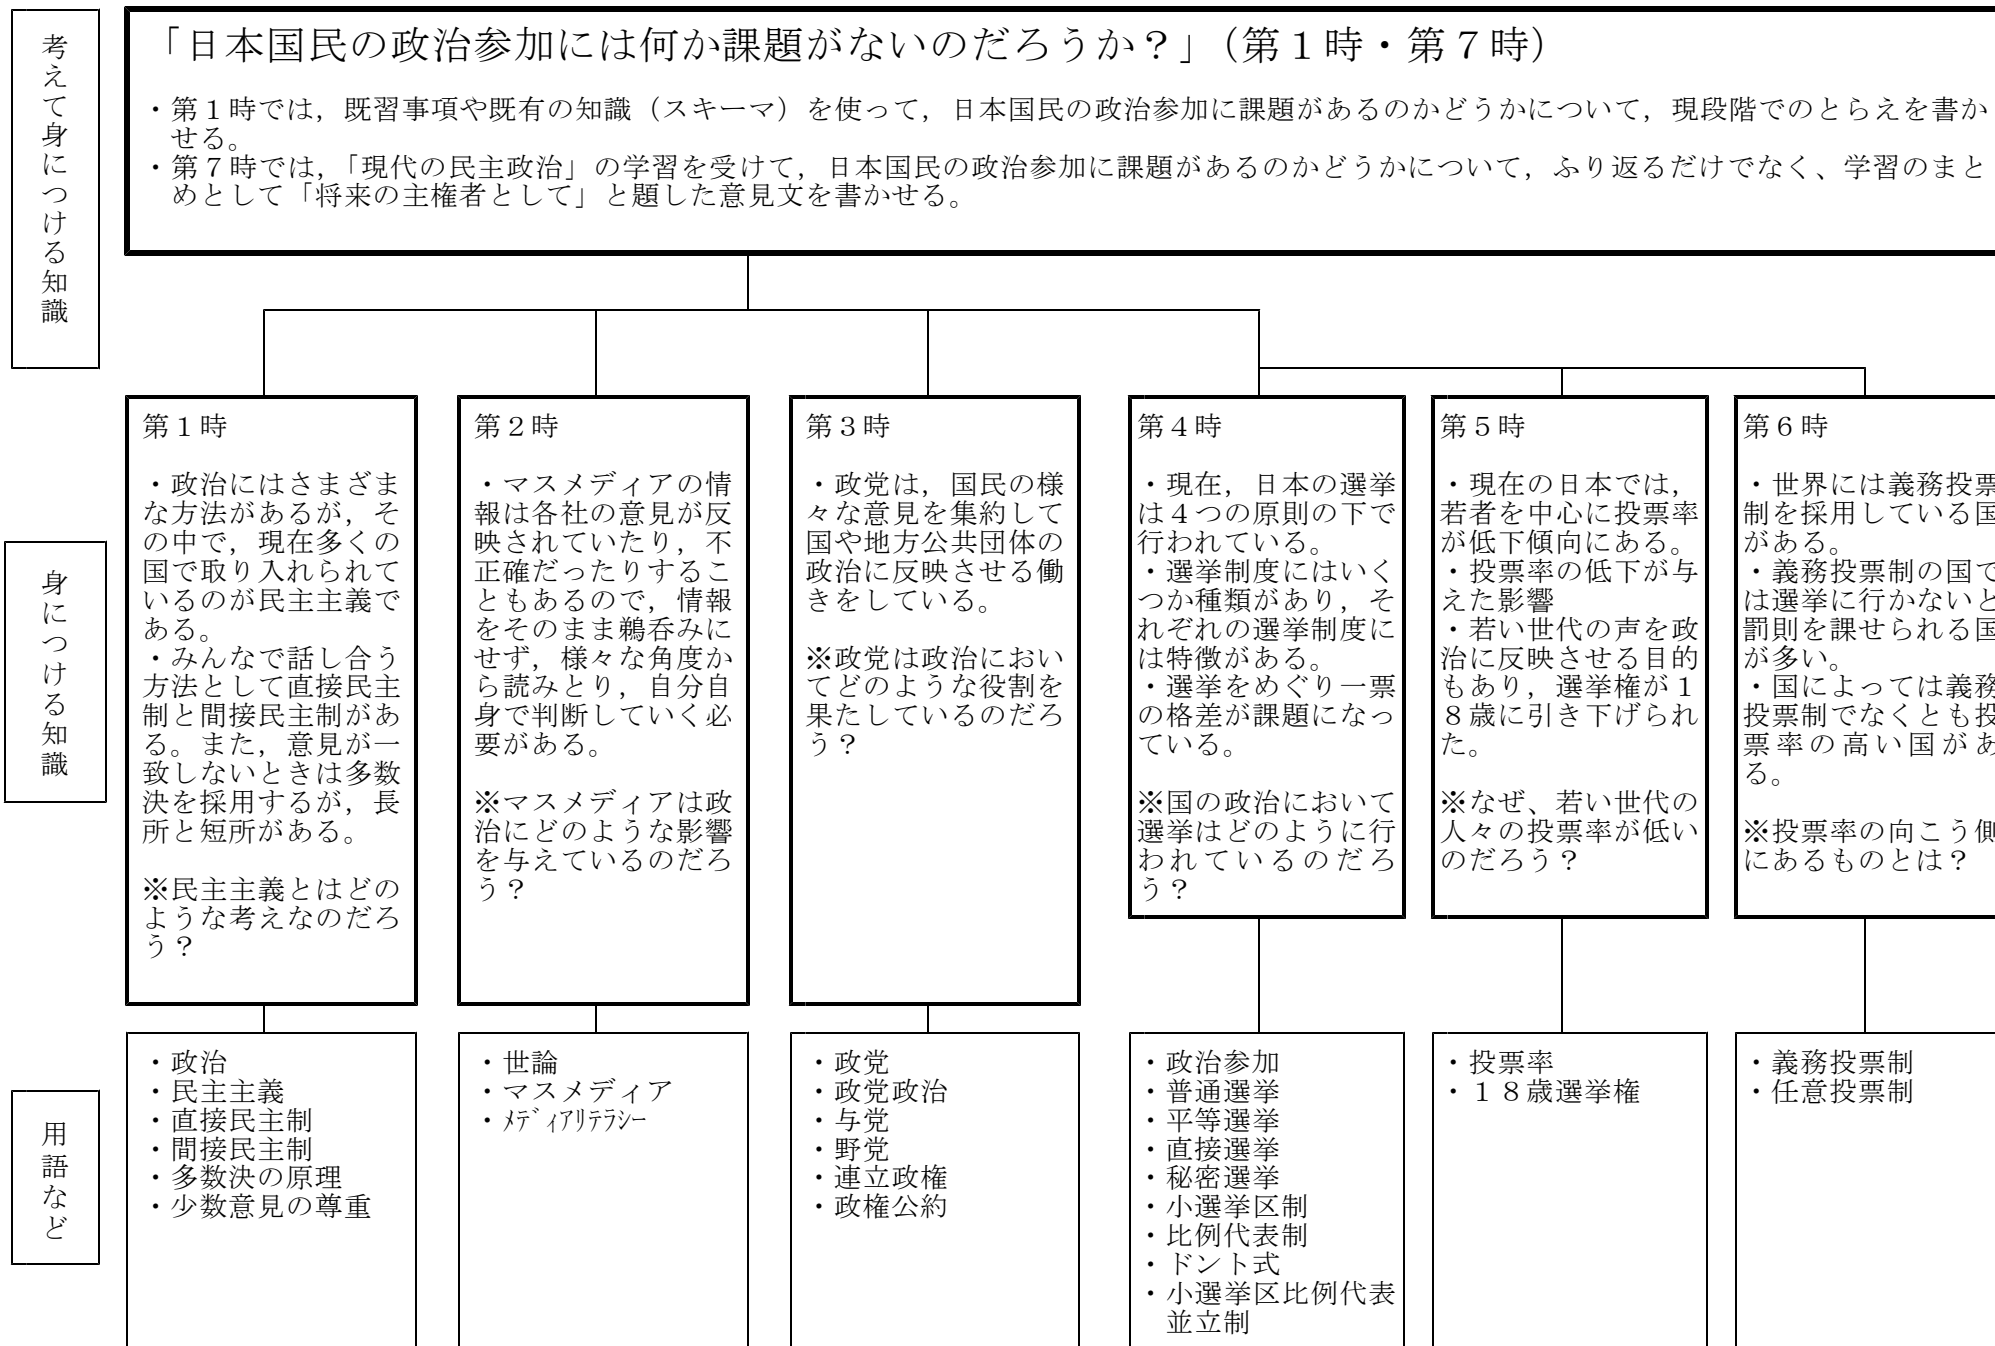 考えて身につける知識
「日本国民の政治参加には何か課題がないのだろうか？」（第１時・第７時）
・第１時では，既習事項や既有の知識（スキーマ）を使って，日本国民の政治参加に課題があるのかどうかについて，現段階でのとらえを書か
せる。
・第７時では，「現代の民主政治」の学習を受けて，日本国民の政治参加に課題があるのかどうかについて，ふり返るだけでなく、学習のまと
めとして「将来の主権者として」と題した意見文を書かせる。
身につける知識
第１時
・政治にはさまざま
な方法があるが，そ
の中で，現在多くの
国で取り入れられて
いるのが民主主義で
ある。
・みんなで話し合う
方法として直接民主
制と間接民主制があ
る。また，意見が一
致しないときは多数
決を採用するが，長
所と短所がある。
※民主主義とはどの
ような考えなのだろ
う？
第２時
・マスメディアの情
報は各社の意見が反
映されていたり，不
正確だったりするこ
ともあるので，情報
をそのまま鵜呑みに
せず，様々な角度か
ら読みとり，自分自
身で判断していく必
要がある。
※マスメディアは政
治にどのような影響
を与えているのだろ
う？
第３時
・政党は，国民の様
々な意見を集約して
国や地方公共団体の
政治に反映させる働
きをしている。
※政党は政治におい
てどのような役割を
果たしているのだろ
う？
第４時
・現在，日本の選挙
は４つの原則の下で
行われている。
・選挙制度にはいく
つか種類があり，そ
れぞれの選挙制度に
は特徴がある。
・選挙をめぐり一票
の格差が課題になっ
ている。
※国の政治において
選挙はどのように行
われているのだろ
う？
第５時
・現在の日本では，
若者を中心に投票率
が低下傾向にある。
・投票率の低下が与
えた影響
・若い世代の声を政
治に反映させる目的
もあり，選挙権が１
８歳に引き下げられ
た。
※なぜ、若い世代の
人々の投票率が低い
のだろう？
第６時
・世界には義務投票
制を採用している国
がある。
・義務投票制の国で
は選挙に行かないと
罰則を課せられる国
が多い。
・国によっては義務
投票制でなくとも投
票率の高い国があ
る。
※投票率の向こう側
にあるものとは？
用語など
・政治
・民主主義
・直接民主制
・間接民主制
・多数決の原理
・少数意見の尊重
・世論
・マスメディア
・ﾒﾃﾞｨｱﾘﾃﾗｼｰ
・政党
・政党政治
・与党
・野党
・連立政権
・政権公約
・政治参加
・普通選挙
・平等選挙
・直接選挙
・秘密選挙
・小選挙区制
・比例代表制
・ドント式
・小選挙区比例代表
並立制
・投票率
・１８歳選挙権
・義務投票制
・任意投票制